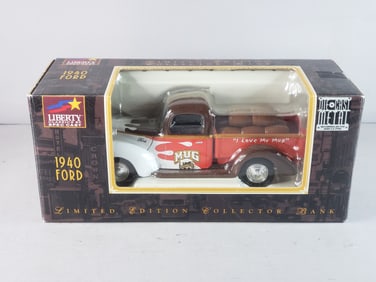 1940
FORD
LIBERTY
SPEC CAST
DIE CAST
METAL
"I Love My Mug"
MUG
1940
FORD
LIMITED EDITION COLLECTOR BANK